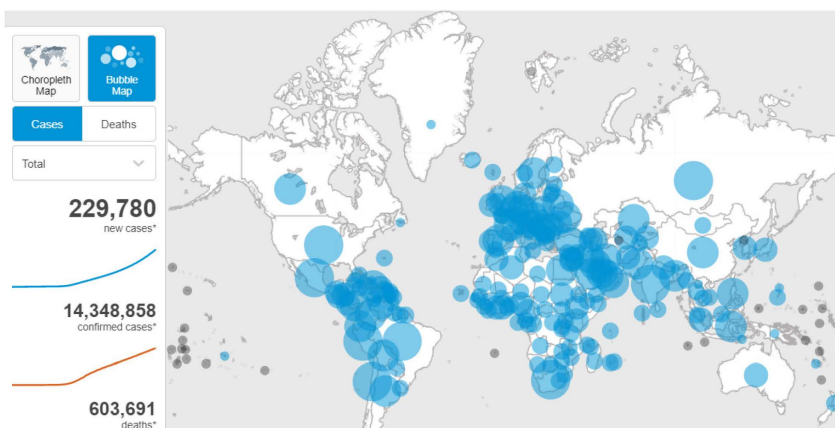 Choropleth
Map
Bubble
Map
Cases
Deaths
Total
229,780
new cases*
14,348,858
confirmed cases*
603,691
deaths*